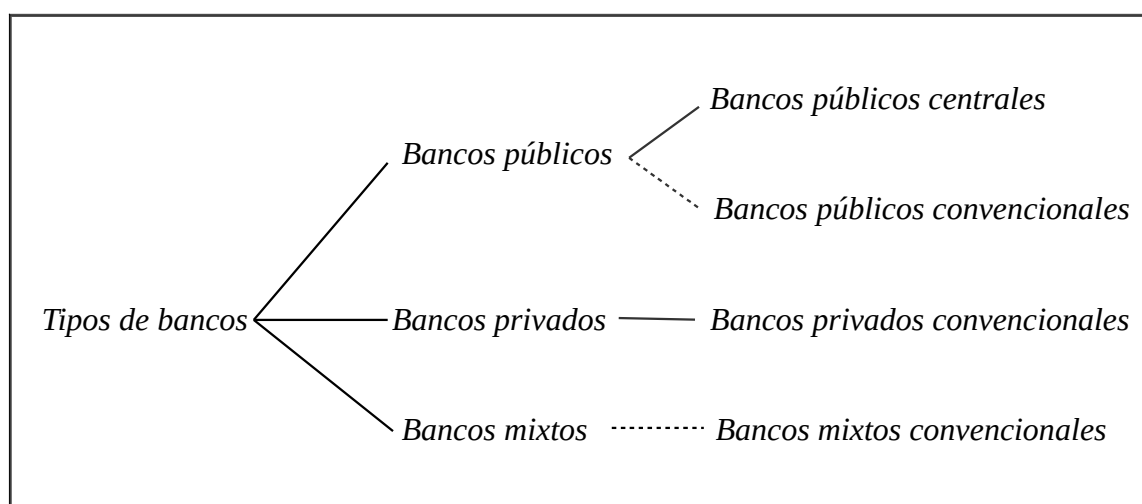 Tipos de bancos
Bancos públicos
Bancos públicos centrales
Bancos públicos convencionales
Bancos privados
Bancos privados convencionales
Bancos mixtos
Bancos mixtos convencionales